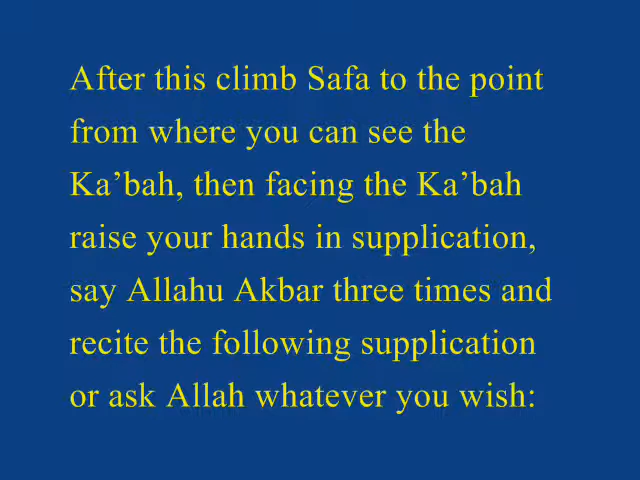 After this climb Safa to the point
from where you can see the
Ka’bah, then facing the Ka’bah
raise your hands in supplication,
say Allahu Akbar three times and
recite the following supplication
or ask Allah whatever you wish: